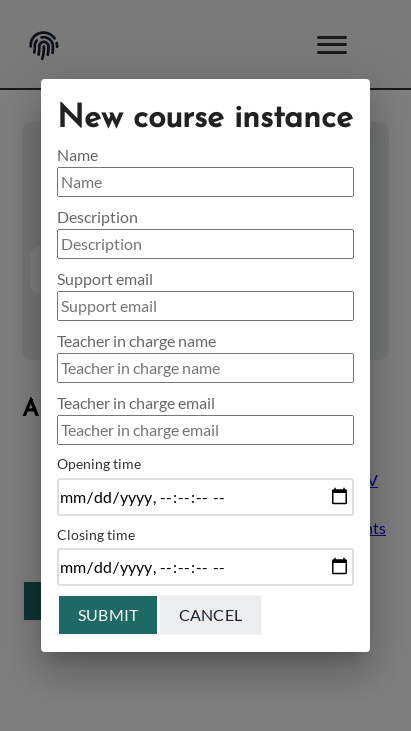 New course instance
Name
Name
Description
Description
Support email
Support email
Teacher in charge name
Teacher in charge name
Teacher in charge email
Teacher in charge email
Opening time
mm/dd/yyyy, --:--:-- --
Closing time
mm/dd/yyyy, --:--:-- --
SUBMIT CANCEL